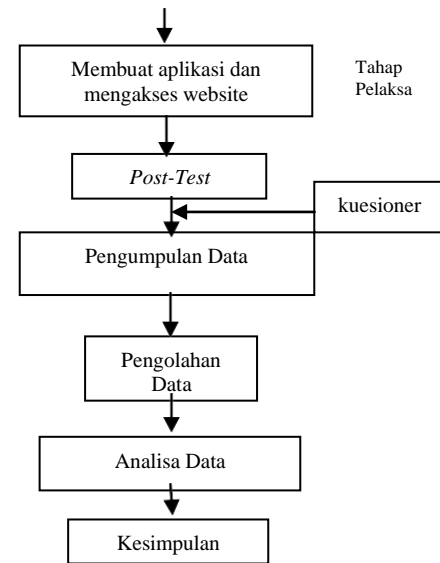 Membuat aplikasi dan
mengakses website
Tahap
Pelaksa
Post-Test
kuesioner
Pengumpulan Data
Pengolahan
Data
Analisa Data
Kesimpulan